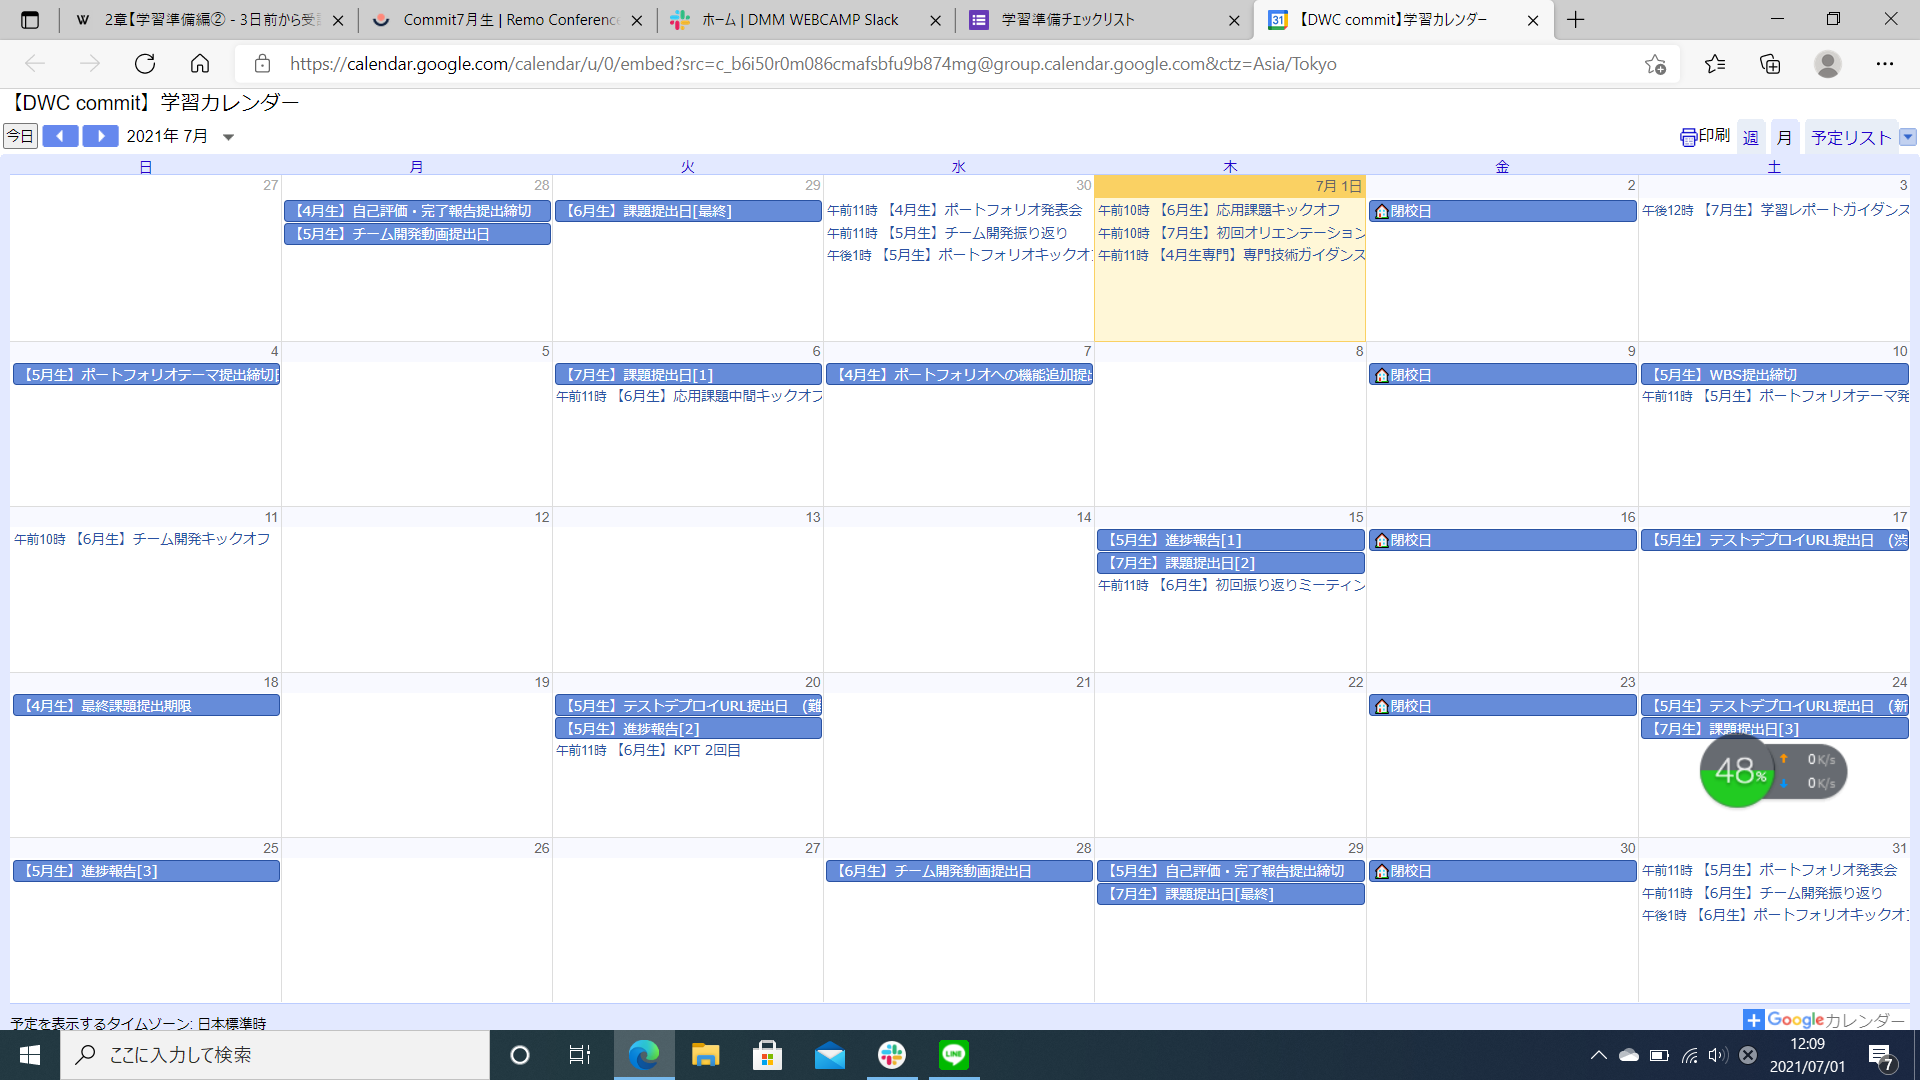 2章【学習準備編②】- 3日前から受
Commit7月生 | Remo Conference
ホーム | DMM WEBCAMP Slack
学習準備チェックリスト
【DWC commit】学習カレンダー
https://calendar.google.com/calendar/u/0/embed?src=c_b6i50r0m086cmafsbfu9b874mg@group.calendar.google.com&ctz=Asia/Tokyo
【DWC commit】学習カレンダー
今日 2021年 7月 印刷 週 月 予定リスト
日 月 火 水 木 金 土
27 28 29 30 7月 1日 2 3
【4月生】自己評価・完了報告提出締切
【5月生】チーム開発動画提出日
【6月生】課題提出日[最終]
午前11時 【4月生】ポートフォリオ発表会
午前11時 【5月生】チーム開発振り返り
午後1時 【5月生】ポートフォリオキックオ
午前10時 【6月生】応用課題キックオフ
午前10時 【7月生】初回オリエンテーション
午前11時 【4月生専門】専門技術ガイダンス
閉校日
午後12時 【7月生】学習レポートガイダンス
4 5 6 7 8 9 10
【5月生】ポートフォリオテーマ提出締切
【7月生】課題提出日[1]
午前11時 【6月生】応用課題中間キックオフ
【4月生】ポートフォリオへの機能追加提
閉校日
【5月生】WBS提出締切
午前11時 【5月生】ポートフォリオテーマ発
11 12 13 14 15 16 17
午前10時 【6月生】チーム開発キックオフ
【5月生】進捗報告[1]
【7月生】課題提出日[2]
午前11時 【6月生】初回振り返りミーティン
閉校日
【5月生】テストデプロイURL提出日 (渋
18 19 20 21 22 23 24
【4月生】最終課題提出期限
【5月生】テストデプロイURL提出日 (難
【5月生】進捗報告[2]
午前11時 【6月生】KPT 2回目
閉校日
【5月生】テストデプロイURL提出日 (新
【7月生】課題提出日[3]
48%
0K/s
0K/s
25 26 27 28 29 30 31
【5月生】進捗報告[3]
【6月生】チーム開発動画提出日
【5月生】自己評価・完了報告提出締切
【7月生】課題提出日[最終]
閉校日
午前11時 【5月生】ポートフォリオ発表会
午前11時 【6月生】チーム開発振り返り
午後1時 【6月生】ポートフォリオキックオ
予定を表示するタイムゾーン: 日本標準時
Googleカレンダー
ここに入力して検索
LINE
12:09
2021/07/01
7